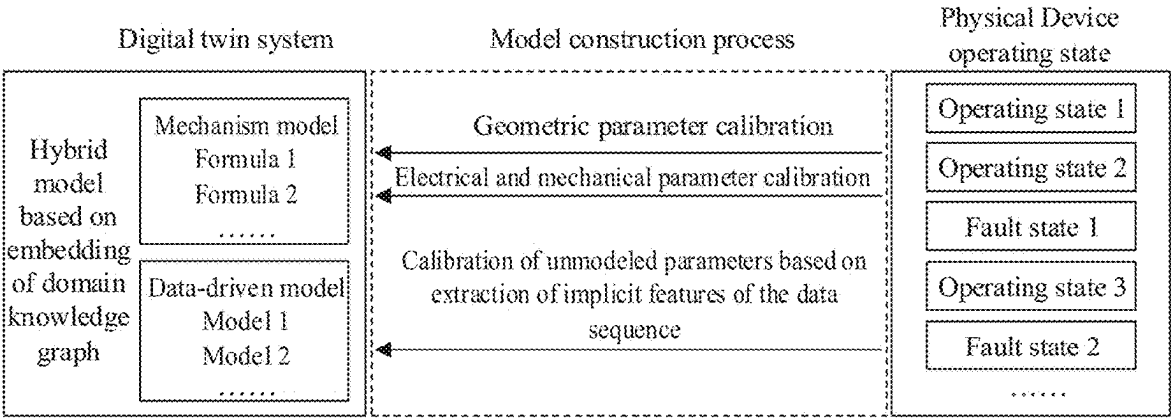 Digital twin system
Model construction process
Physical Device
operating state
Hybrid
model
based on
embedding
of domain
knowledge
graph
Mechanism model
Formula 1
Formula 2
......
Data-driven model
Model 1
Model 2
......
Geometric parameter calibration
Electrical and mechanical parameter calibration
Calibration of unmodeled parameters based on
extraction of implicit features of the data
sequence
Operating state 1
Operating state 2
Fault state 1
Operating state 3
Fault state 2
......